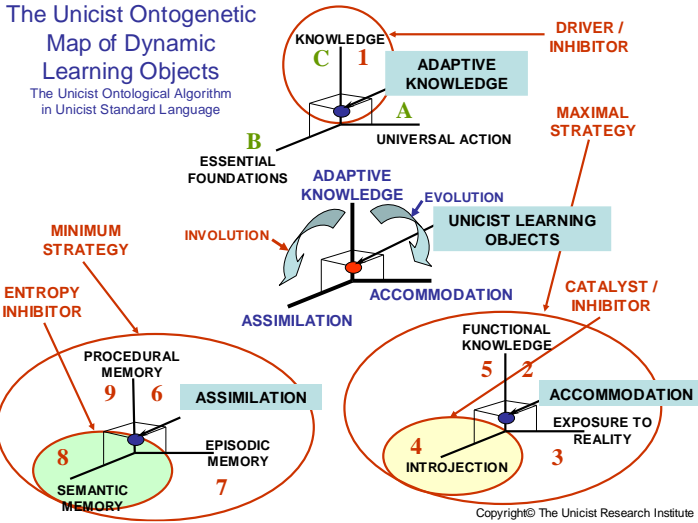 The Unicist Ontogenetic
Map of Dynamic
Learning Objects
The Unicist Ontological Algorithm
in Unicist Standard Language
KNOWLEDGE
C 1
DRIVER /
INHIBITOR
ADAPTIVE
KNOWLEDGE
A
UNIVERSAL ACTION
B
ESSENTIAL
FOUNDATIONS
MAXIMAL
STRATEGY
ADAPTIVE
KNOWLEDGE
EVOLUTION
INVOLUTION
UNICIST LEARNING
OBJECTS
ACCOMMODATION
ASSIMILATION
MINIMUM
STRATEGY
ENTROPY
INHIBITOR
PROCEDURAL
MEMORY
9 6
ASSIMILATION
EPISODIC
MEMORY
8
7
SEMANTIC
MEMORY
CATALYST /
INHIBITOR
FUNCTIONAL
KNOWLEDGE
5 2
ACCOMMODATION
EXPOSURE TO
REALITY
4
3
INTROJECTION
Copyright© The Unicist Research Institute